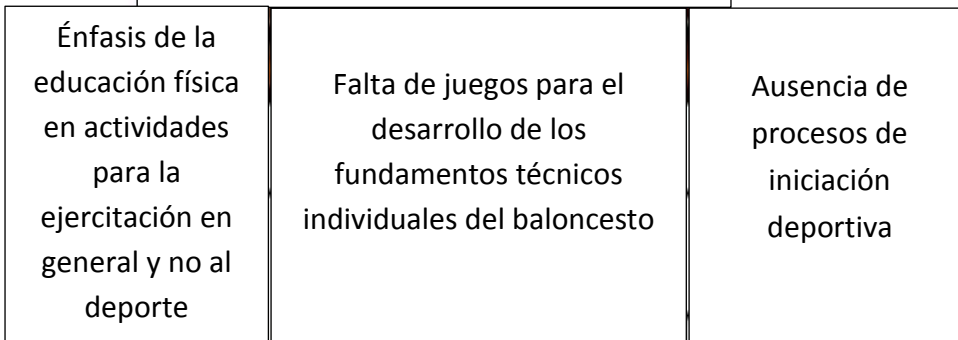 Énfasis de la
educación física
en actividades
para la
ejercitación en
general y no al
deporte
Falta de juegos para el
desarrollo de los
fundamentos técnicos
individuales del baloncesto
Ausencia de
procesos de
iniciación
deportiva